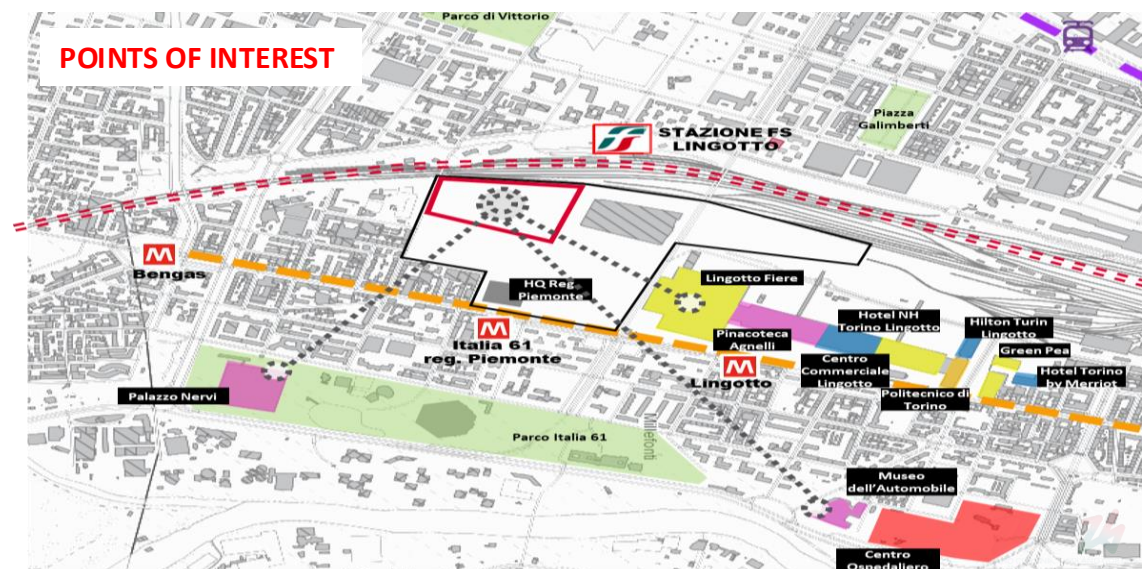 Parco di Vittorio
POINTS OF INTEREST
Piazza
Galimberti
STAZIONE FS
LINGOTTO
M
Bengas
HQ Reg
Piemonte
Lingotto Fiere
Hotel NH
Torino Lingotto
Hilton Turin
Lingotto
Green Pea
M
Italia 61
reg. Piemonte
Pinacoteca
Agnelli
M
Lingotto
Centro
Commerciale
Lingotto
Hotel Torino
by Merriot
Politecnico di
Torino
Palazzo Nervi
Parco Italia 61
Millefonti
Museo
dell'Automobile
Centro
Ospedaliero